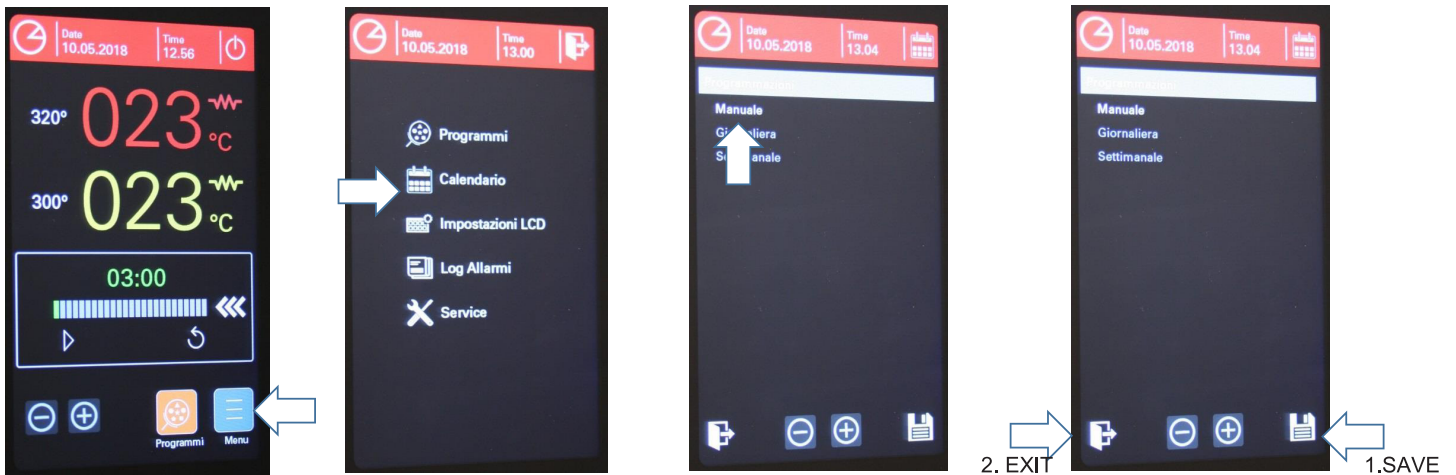 Date
10.05.2018
Time
12.56
320°
023
°C
300°
023
°C
03:00
Programmi
Menu
Date
10.05.2018
Time
13.00
Programmi
Calendario
Impostazioni LCD
Log Allarmi
Service
Date
10.05.2018
Time
13.04
Manuale
Date
10.05.2018
Time
13.04
Manuale
Giornaliera
Settimanale
2. EXIT
1.SAVE